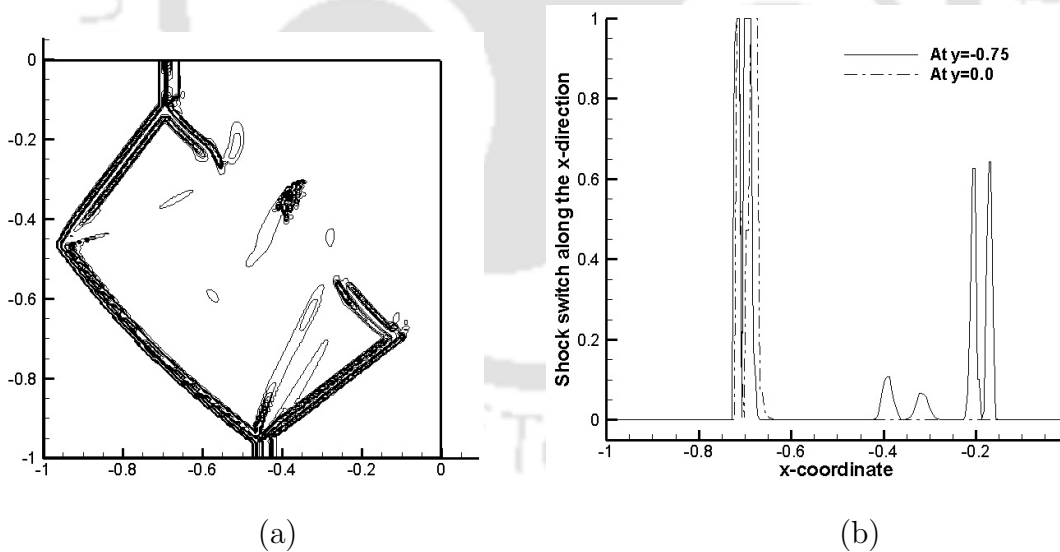 0
-0.2
-0.4
-0.6
-0.8
-1
-1 -0.8 -0.6 -0.4 -0.2 0
(a)
Shock switch along the x-direction
1
0.8
0.6
0.4
0.2
0
-1 -0.8 -0.6 -0.4 -0.2
x-coordinate
At y=-0.75
At y=0.0
(b)